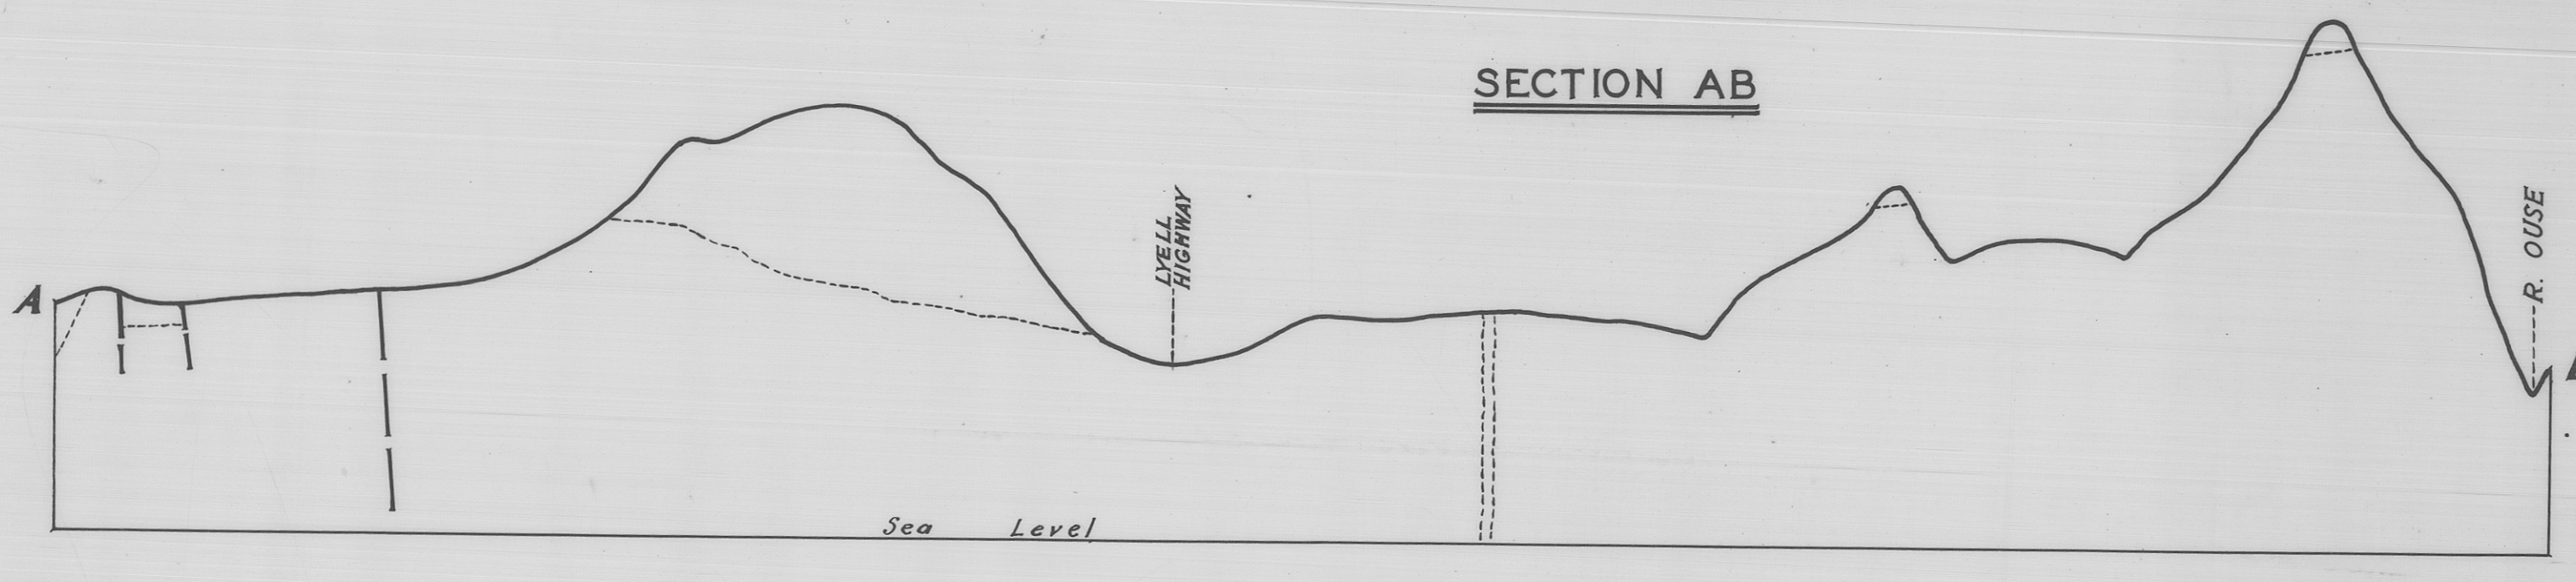 SECTION AB
A
LYELL
HIGHWAY
R. OUSE
Sea Level